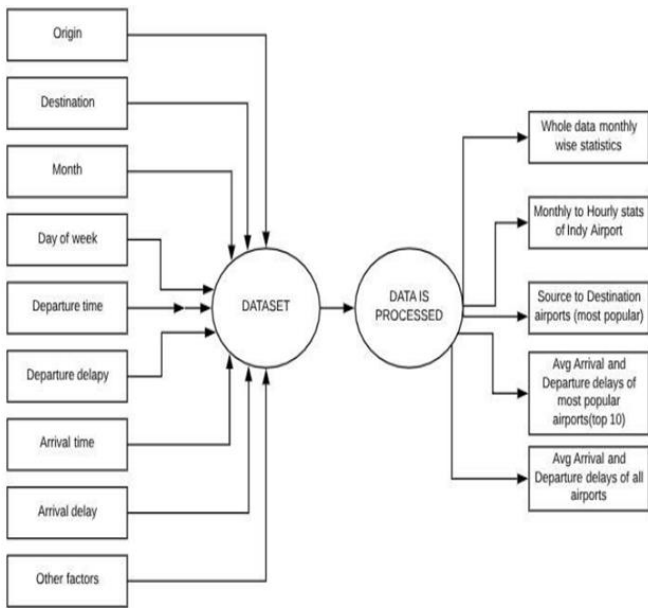 Origin
Destination
Month
Day of week
Departure time
Departure delapy
Arrival time
Arrival delay
Other factors
DATASET
DATA IS
PROCESSED
Whole data monthly
wise statistics
Monthly to Hourly stats
of Indy Airport
Source to Destination
airports (most popular)
Avg Arrival and
Departure delays of
most popular
airports(top 10)
Avg Arrival and
Departure delays of all
airports